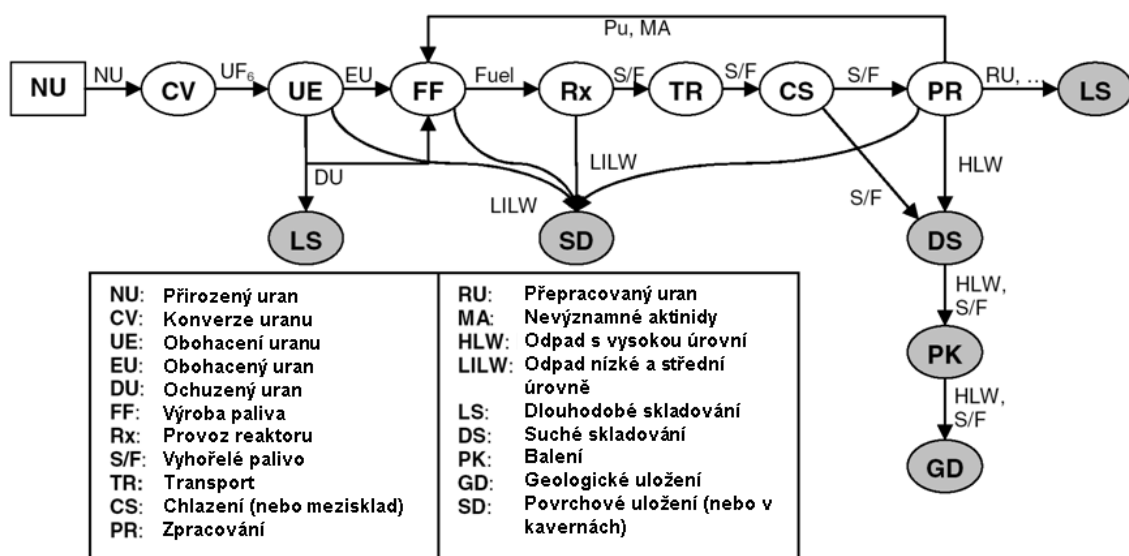 Pu, MA
NU NU CV UF₆ UE EU FF Fuel Rx S/F TR S/F CS S/F PR RU, ... LS
DU LILW LILW S/F HLW
LS SD DS
HLW,
S/F
PK
HLW,
S/F
GD
NU: Přirozený uran
CV: Konverze uranu
UE: Obohacení uranu
EU: Obohacený uran
DU: Ochuzený uran
FF: Výroba paliva
Rx: Provoz reaktoru
S/F: Vyhořelé palivo
TR: Transport
CS: Chlazení (nebo mezisklad)
PR: Zpracování
RU: Přepracovaný uran
MA: Nevýznamné aktinidy
HLW: Odpad s vysokou úrovní
LILW: Odpad nízké a střední
úrovně
LS: Dlouhodobé skladování
DS: Suché skladování
PK: Balení
GD: Geologické uložení
SD: Povrchové uložení (nebo v
kavernách)